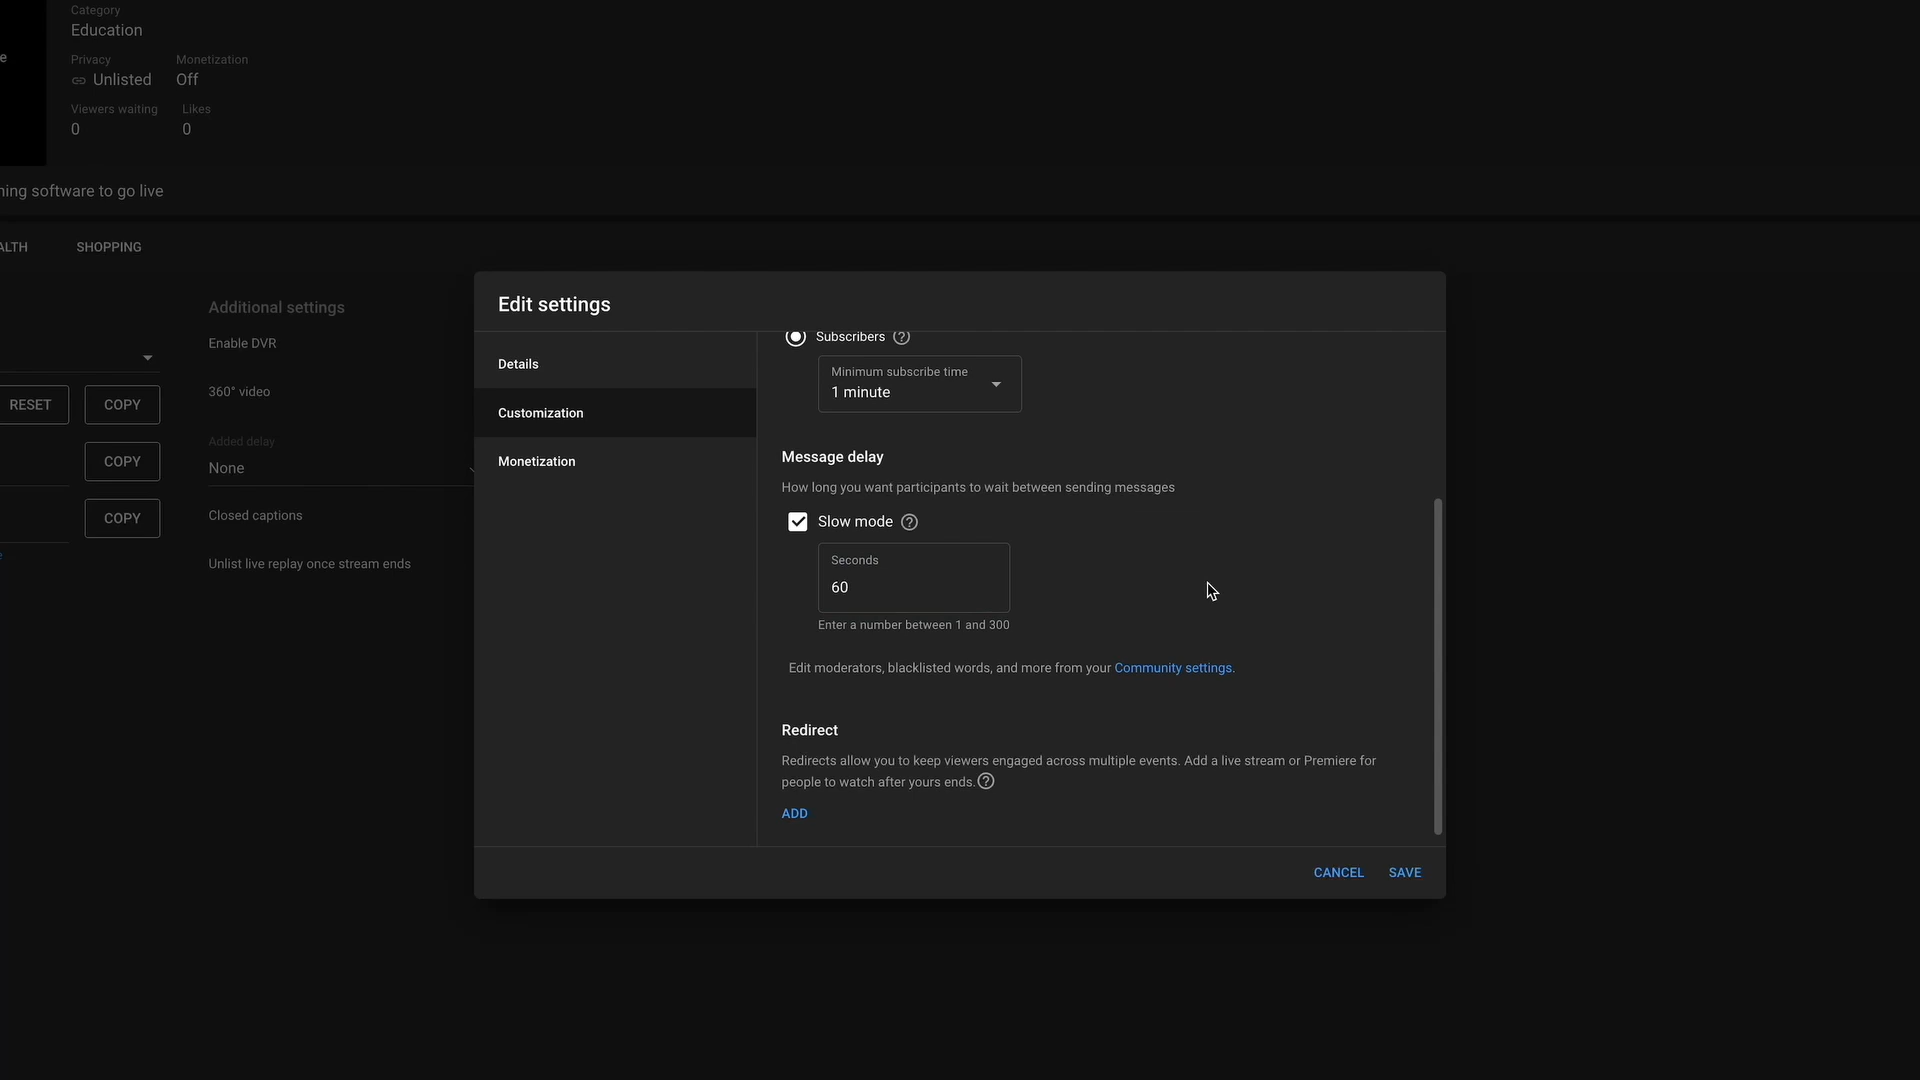 Category
Education
Privacy Monetization
Unlisted Off
Viewers waiting Likes
0 0
ning software to go live
ALTH SHOPPING
Additional settings
Enable DVR
360° video
RESET COPY
Added delay
COPY
None
Closed captions
COPY
Unlist live replay once stream ends
Edit settings
Details
Customization
Monetization
Subscribers
Minimum subscribe time
1 minute
Message delay
How long you want participants to wait between sending messages
Slow mode
Seconds
60
Enter a number between 1 and 300
Edit moderators, blacklisted words, and more from your Community settings.
Redirect
Redirects allow you to keep viewers engaged across multiple events. Add a live stream or Premiere for
people to watch after yours ends.
ADD
CANCEL SAVE